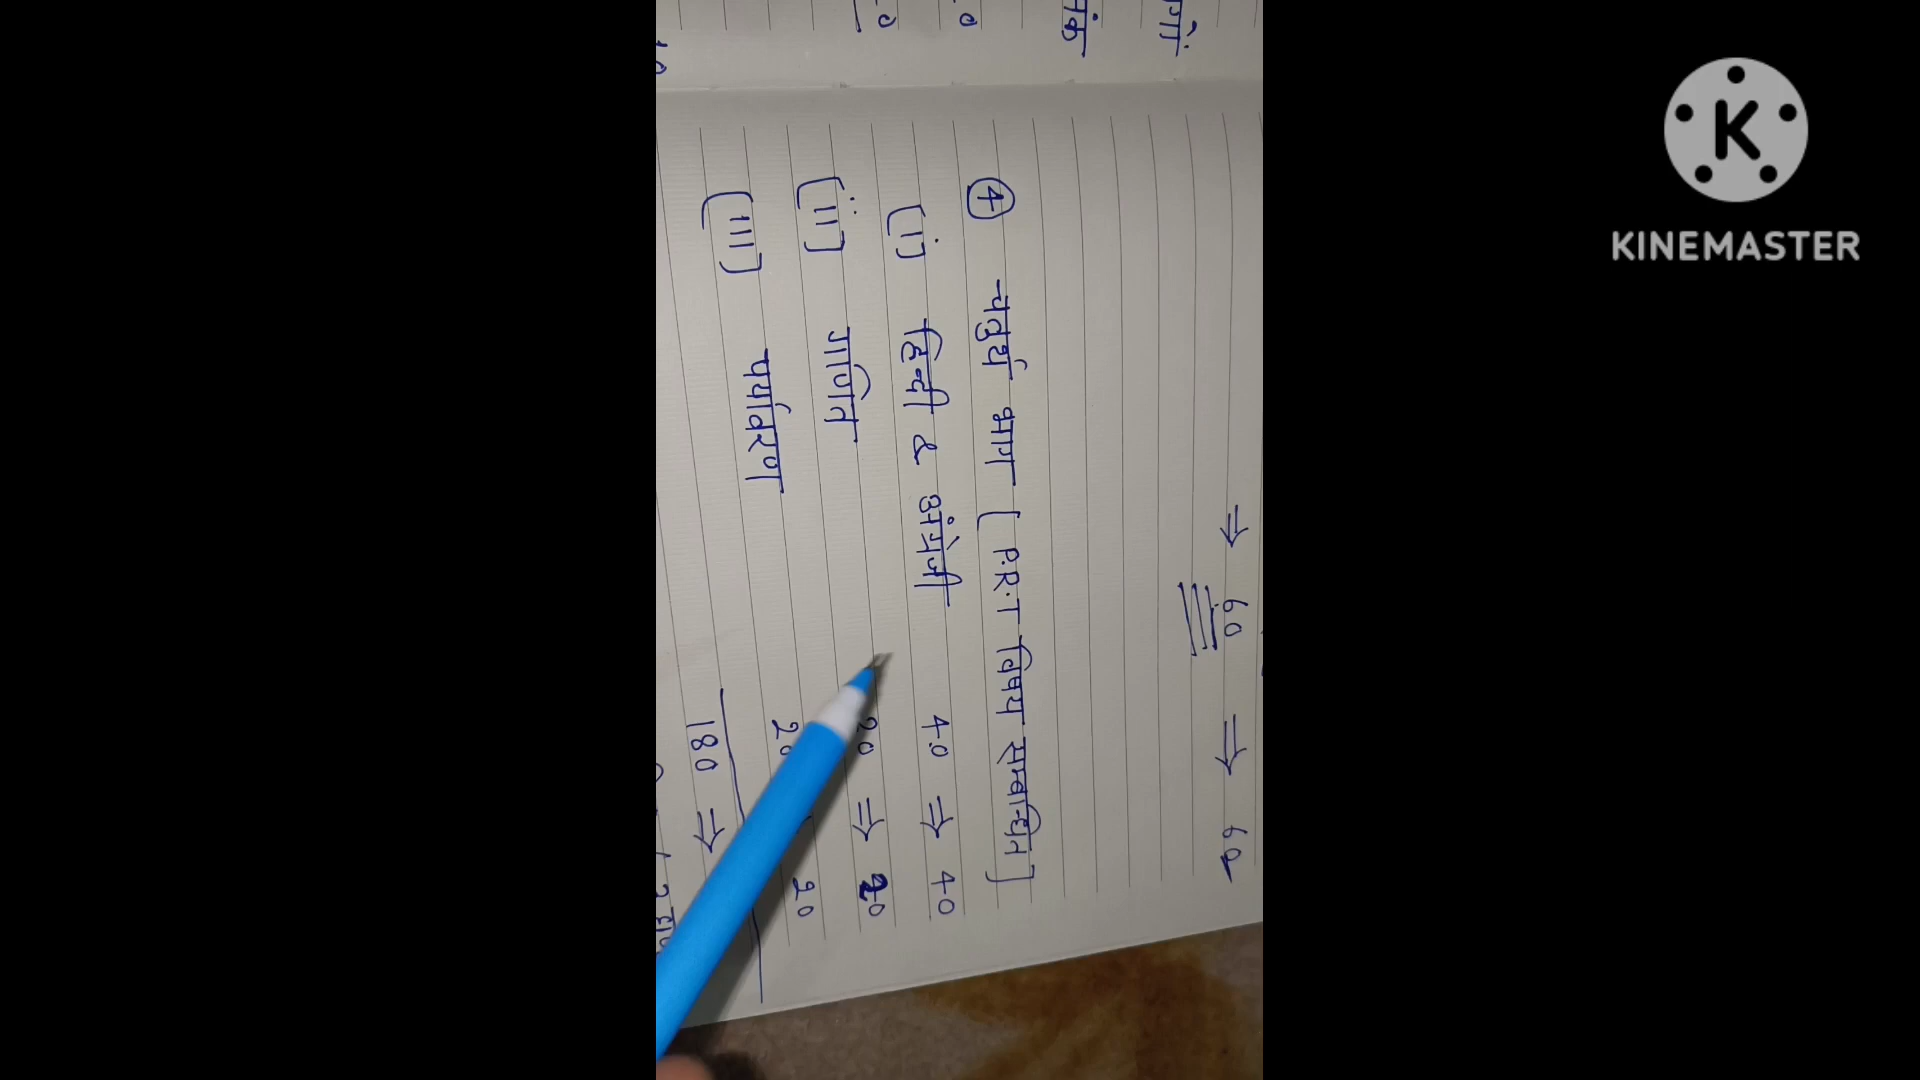 ⇒ 60 ⇒ 60
④ चतुर्थ भाग [P.R.T विषय सम्बन्धित]
(i) हिन्दी & अंग्रेजी 40 ⇒ 40
(ii) गणित 20 ⇒ 20
(iii) पर्यावरण 20 20
180 ⇒
KINEMASTER